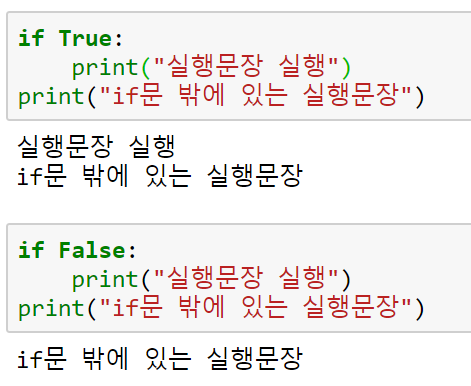 if True:
    print("실행문장 실행")
print("if문 밖에 있는 실행문장")
실행문장 실행
if문 밖에 있는 실행문장
if False:
    print("실행문장 실행")
print("if문 밖에 있는 실행문장")
if문 밖에 있는 실행문장